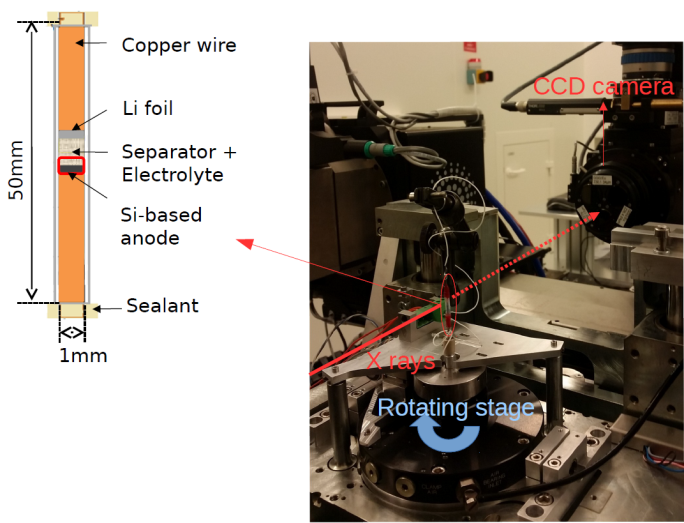 Copper wire
Li foil
Separator +
Electrolyte
Si-based
anode
50mm
Sealant
1mm
CCD camera
X rays
Rotating stage